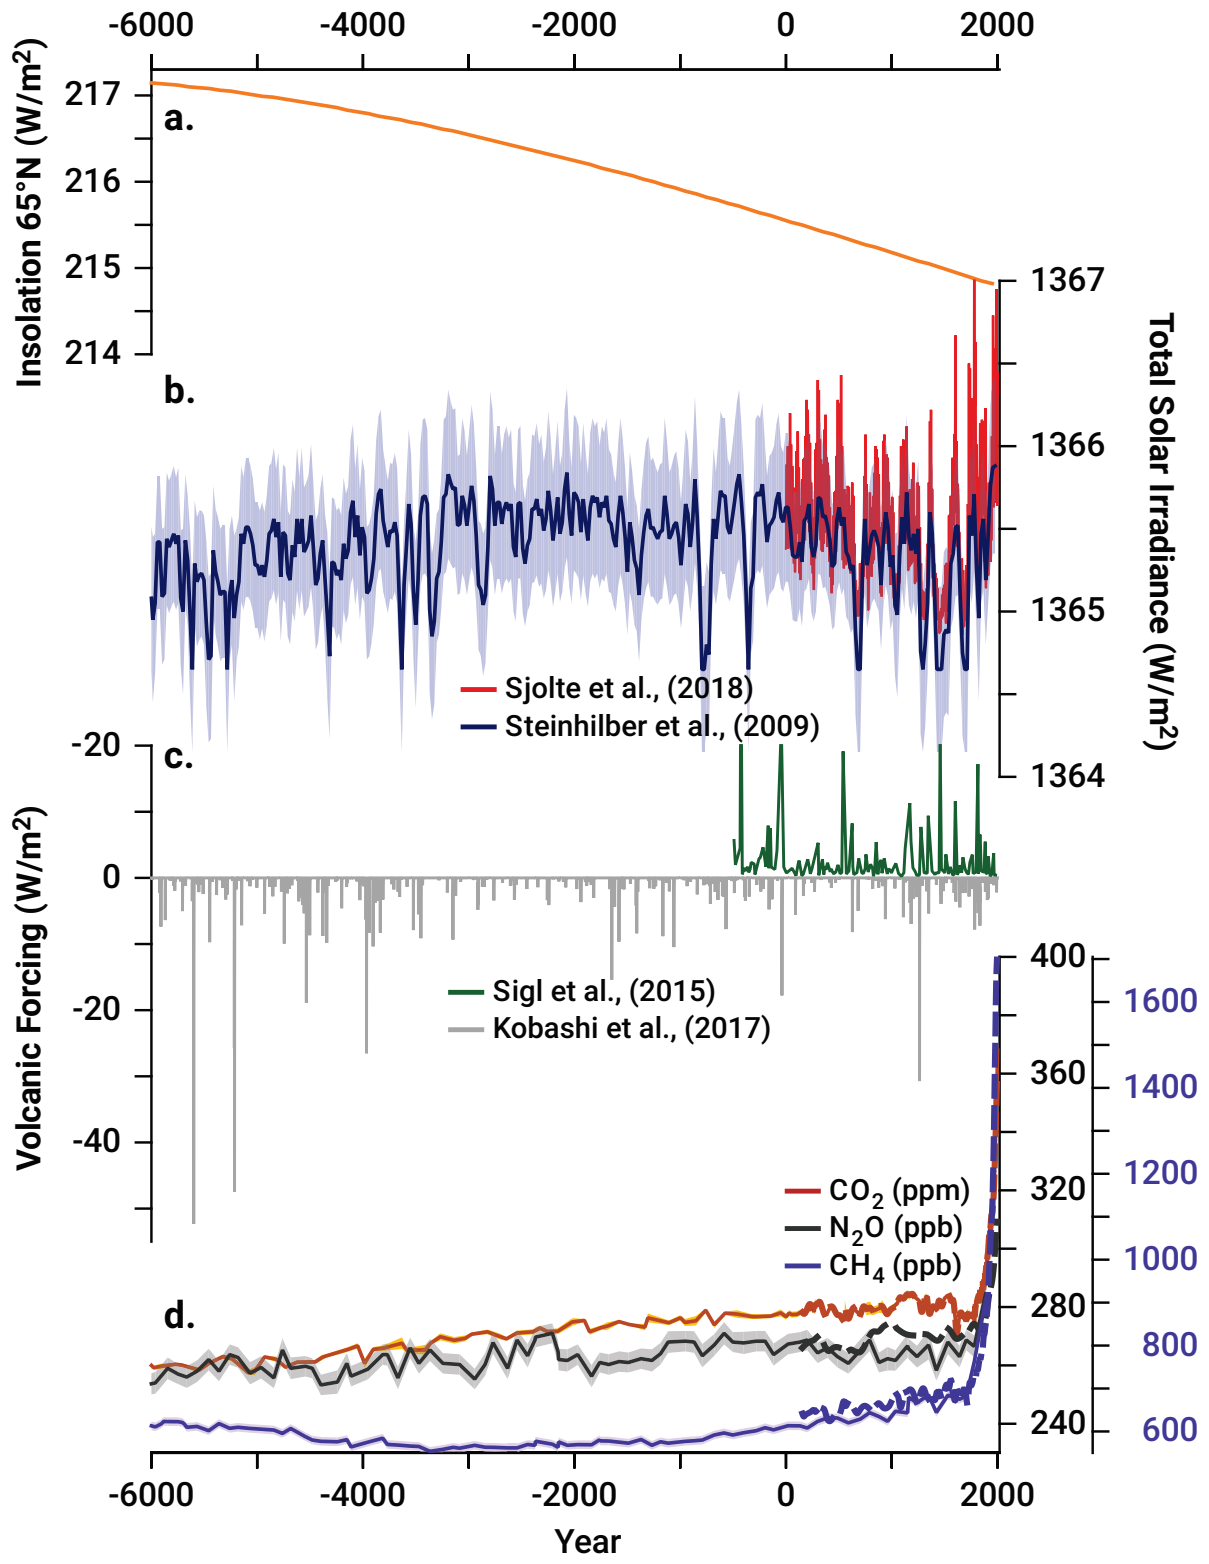 -6000 -4000 -2000 0 2000
Insolation 65°N (W/m²)
217
216
215
214
a.
1367
1366
1365
1364
Total Solar Irradiance (W/m²)
b.
Sjolte et al., (2018)
Steinhilber et al., (2009)
c.
-20
0
-20
-40
Volcanic Forcing (W/m²)
Sigl et al., (2015)
Kobashi et al., (2017)
400
360
320
280
240
1600
1400
1200
1000
800
600
CO₂ (ppm)
N₂O (ppb)
CH₄ (ppb)
d.
-6000 -4000 -2000 0 2000
Year